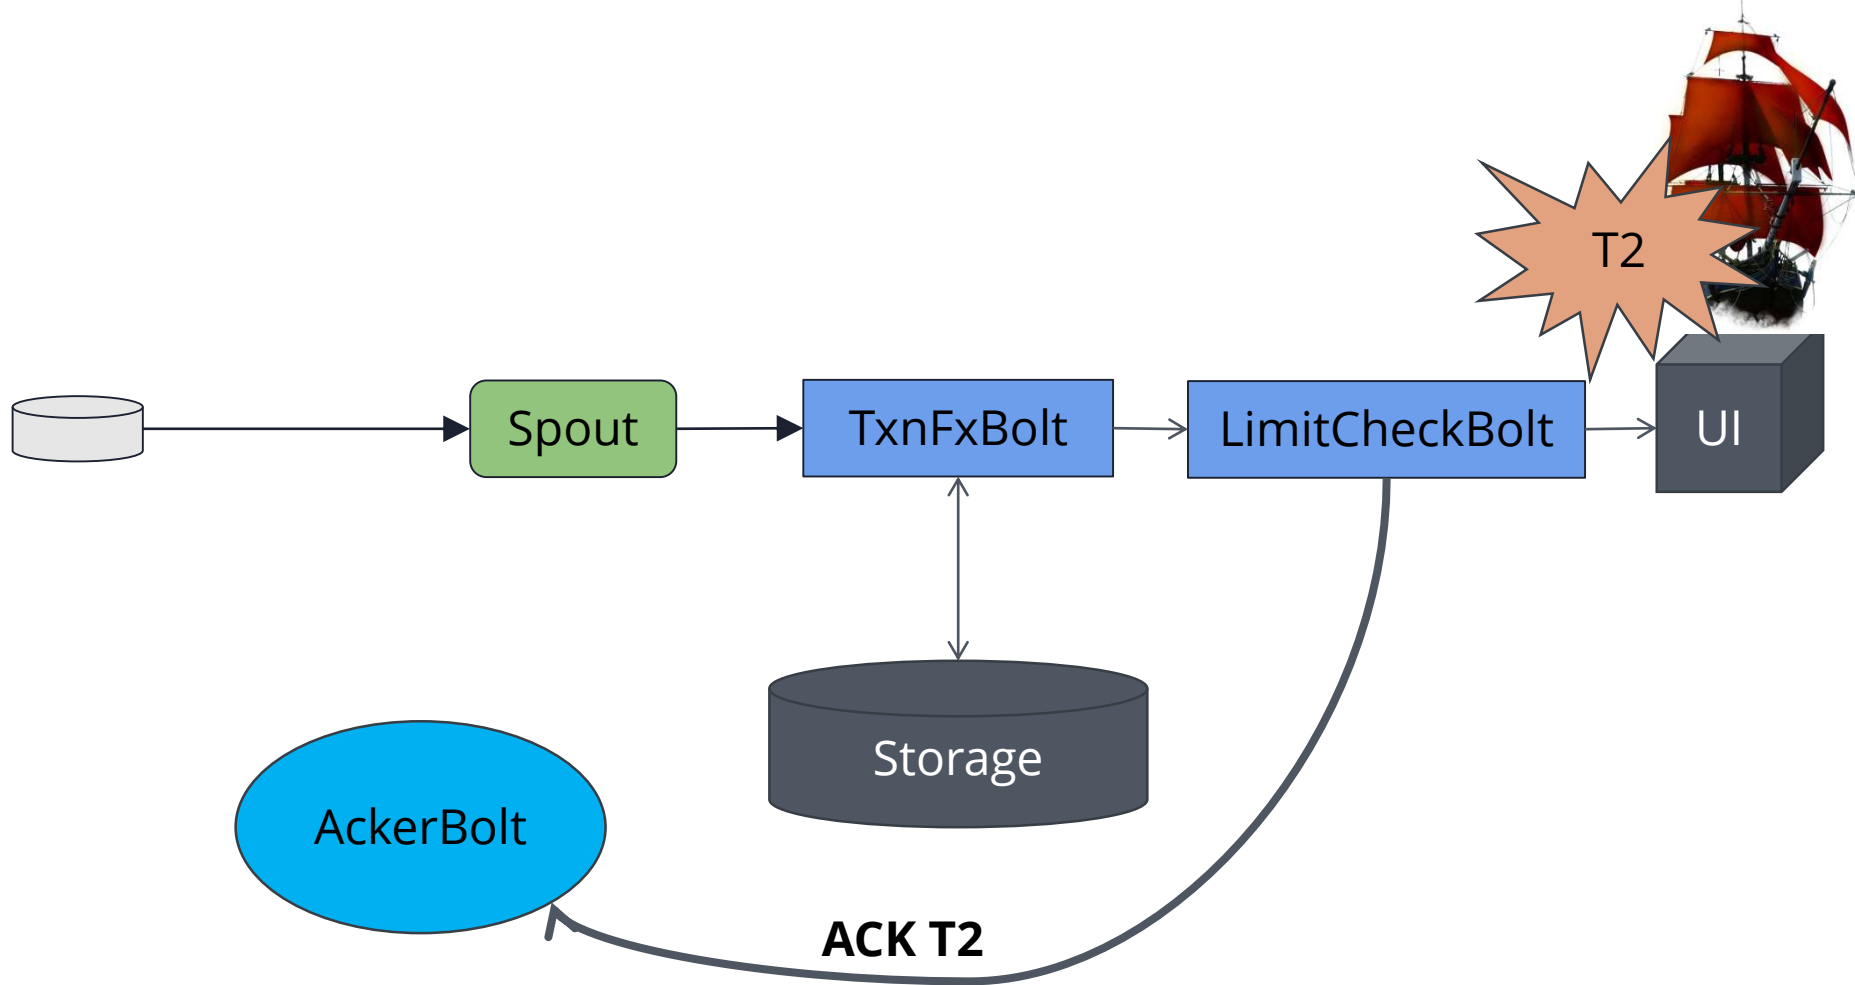 T2
Spout
TxnFxBolt
LimitCheckBolt
UI
Storage
AckerBolt
ACK T2